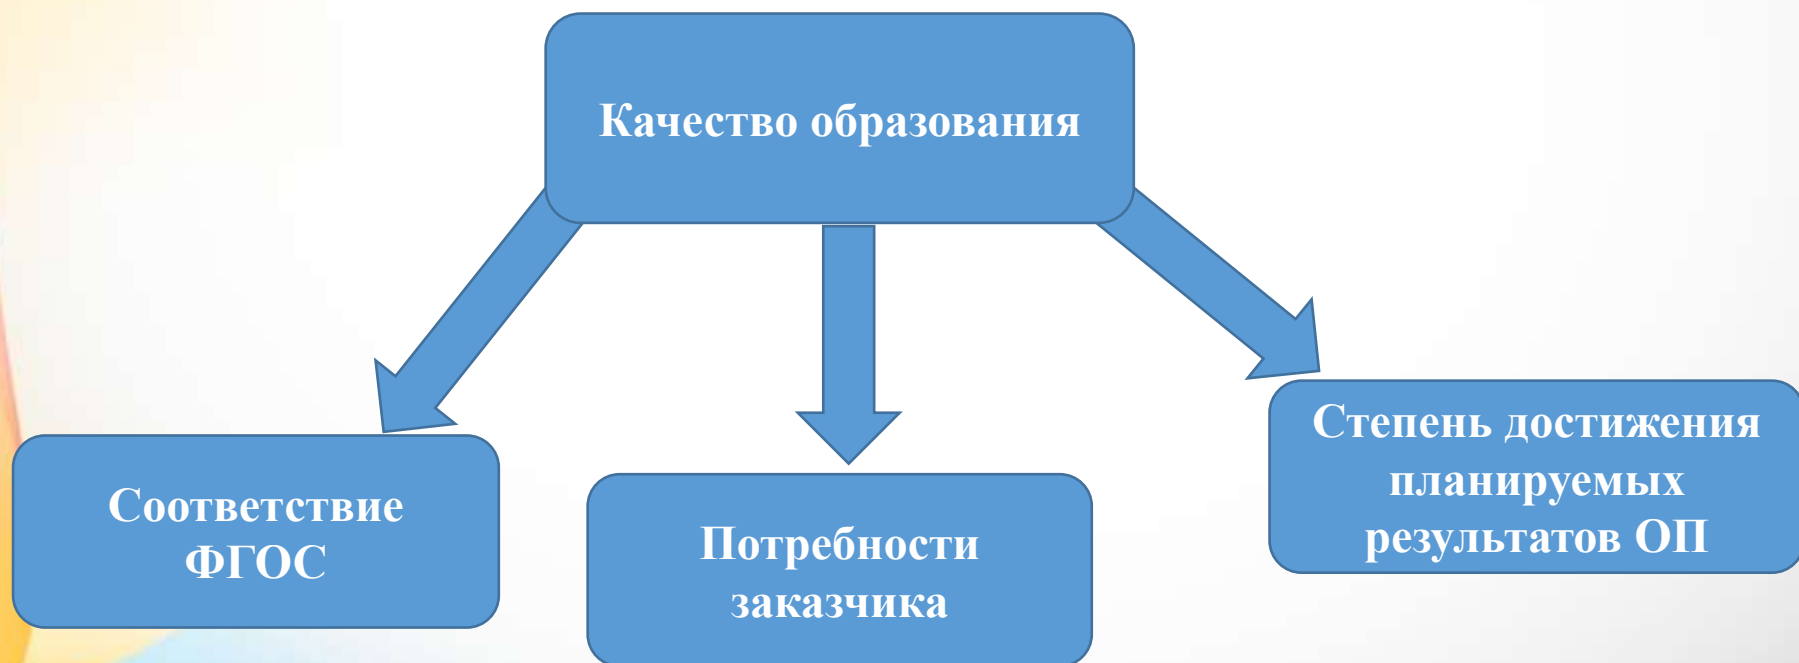 Качество образования
Соответствие
ФГОС
Потребности
заказчика
Степень достижения
планируемых
результатов ОП